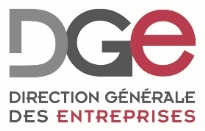 DGe
DIRECTION GÉNÉRALE
DES ENTREPRISES